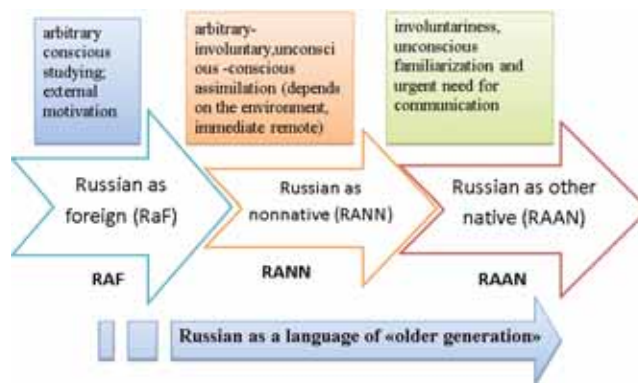 arbitrary
conscious
studying;
external
motivation
arbitrary-
involuntary,unconsci
ous -conscious
assimilation (depends
on the environment,
immediate remote)
involuntariness,
unconscious
familiarization and
urgent need for
communication
Russian as
foreign (RaF)
Russian as
nonnative (RANN)
Russian as other
native (RAAN)
RAF
RANN
RAAN
Russian as a language of «older generation»